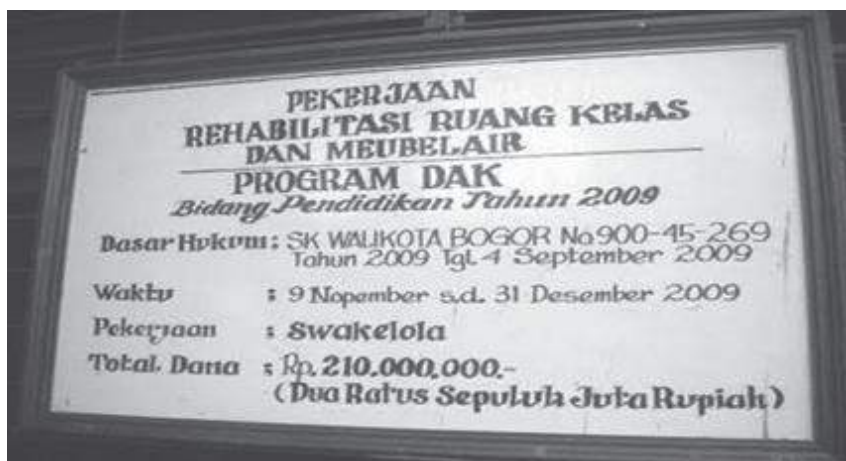 PEKERJAAN
REHABILITASI RUANG KELAS
DAN MEUBELAIR
PROGRAM DAK
Bidang Pendidikan Tahun 2009
Dasar Hukum : SK WALIKOTA BOGOR No 900-45-269
Tahun 2009 Tgl. 4 September 2009
Waktu : 9 Nopember s.d. 31 Desember 2009
Pekerjaan : Swakelola
Total Dana : Rp. 210.000.000.-
(Dua Ratus Sepuluh Juta Rupiah)